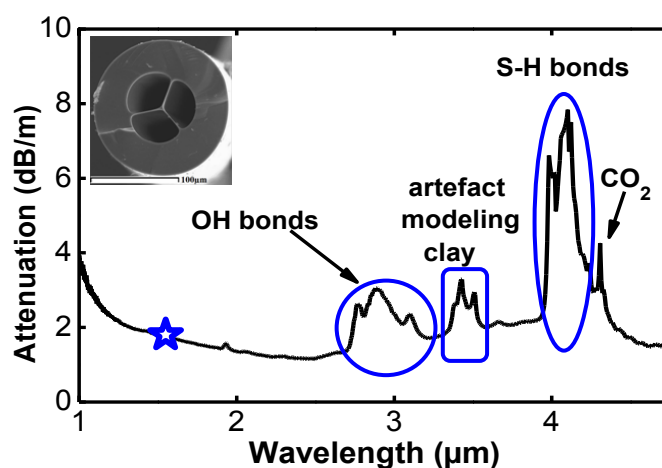 10
8
6
4
2
0
Attenuation (dB/m)
100µm
S-H bonds
CO2
artefact
modeling
clay
OH bonds
1
2
3
4
Wavelength (µm)